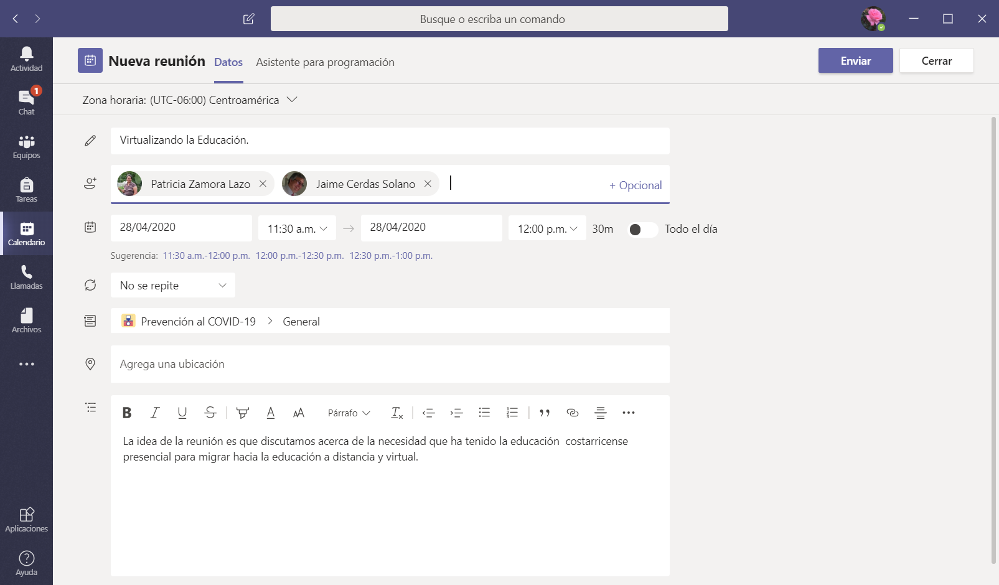 Busque o escriba un comando
Actividad
1
Chat
Equipos
Tareas
Calendario
Llamadas
Archivos
Aplicaciones
Ayuda
Nueva reunión Datos Asistente para programación Enviar Cerrar
Zona horaria: (UTC-06:00) Centroamérica
Virtualizando la Educación.
Patricia Zamora Lazo Jaime Cerdas Solano + Opcional
28/04/2020 11:30 a.m. 28/04/2020 12:00 p.m. 30m Todo el día
Sugerencia: 11:30 a.m.-12:00 p.m. 12:00 p.m.-12:30 p.m. 12:30 p.m.-1:00 p.m.
No se repite
Prevención al COVID-19 > General
Agrega una ubicación
Párrafo
La idea de la reunión es que discutamos acerca de la necesidad que ha tenido la educación costarricense
presencial para migrar hacia la educación a distancia y virtual.